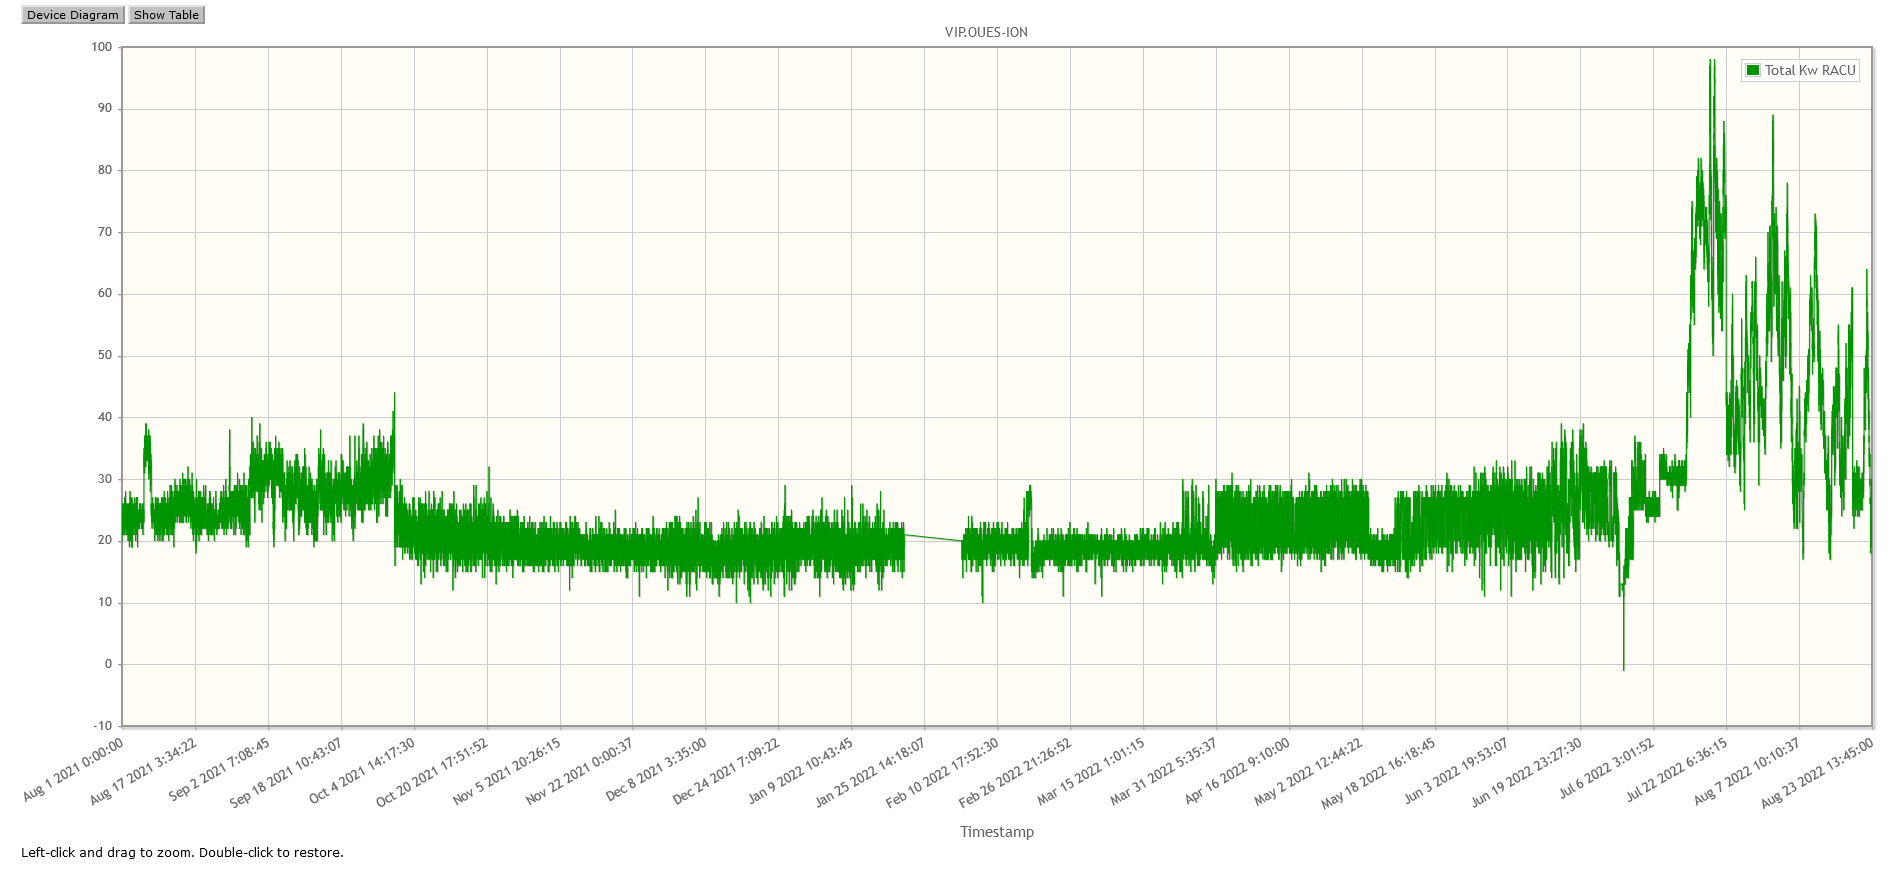 Device Diagram Show Table
VIP.OUES-ION
Total Kw RACU
100
90
80
70
60
50
40
30
20
10
0
-10
Aug 1 2021 0:00:00
Aug 17 2021 3:34:22
Sep 2 2021 7:08:45
Sep 18 2021 10:43:07
Oct 4 2021 14:17:30
Oct 20 2021 17:51:52
Nov 5 2021 20:26:15
Nov 22 2021 0:00:37
Dec 8 2021 3:35:00
Dec 24 2021 7:09:22
Jan 9 2022 10:43:45
Jan 25 2022 14:18:07
Feb 10 2022 17:52:30
Feb 26 2022 21:26:52
Mar 15 2022 1:01:15
Mar 31 2022 5:35:37
Apr 16 2022 9:10:00
May 2 2022 12:44:22
May 18 2022 16:18:45
Jun 3 2022 19:53:07
Jun 19 2022 23:27:30
Jul 6 2022 3:01:52
Jul 22 2022 6:36:15
Aug 7 2022 10:10:37
Aug 23 2022 13:45:00
Timestamp
Left-click and drag to zoom. Double-click to restore.